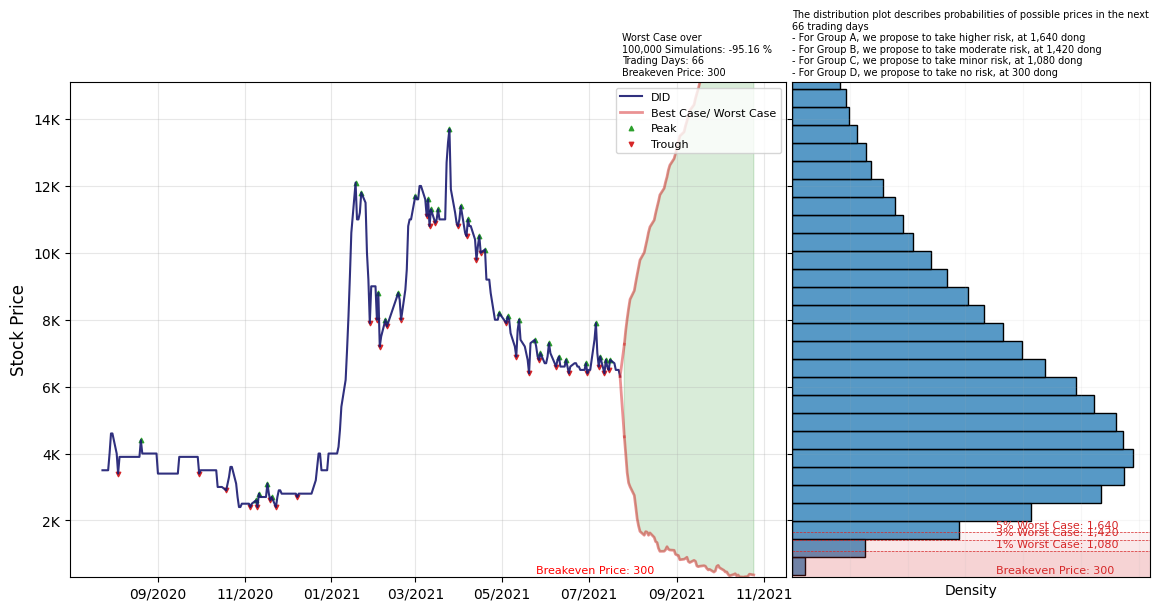 The distribution plot describes probabilities of possible prices in the next
66 trading days
- For Group A, we propose to take higher risk, at 1,640 dong
- For Group B, we propose to take moderate risk, at 1,420 dong
- For Group C, we propose to take minor risk, at 1,080 dong
- For Group D, we propose to take no risk, at 300 dong
Worst Case over
100,000 Simulations: -95.16 %
Trading Days: 66
Breakeven Price: 300
DID
Best Case/ Worst Case
Peak
Trough
Stock Price
14K
12K
10K
8K
6K
4K
2K
Breakeven Price: 300
09/2020
11/2020
01/2021
03/2021
05/2021
07/2021
09/2021
11/2021
5% Worst Case: 1,640
3% Worst Case: 1,420
1% Worst Case: 1,080
Breakeven Price: 300
Density